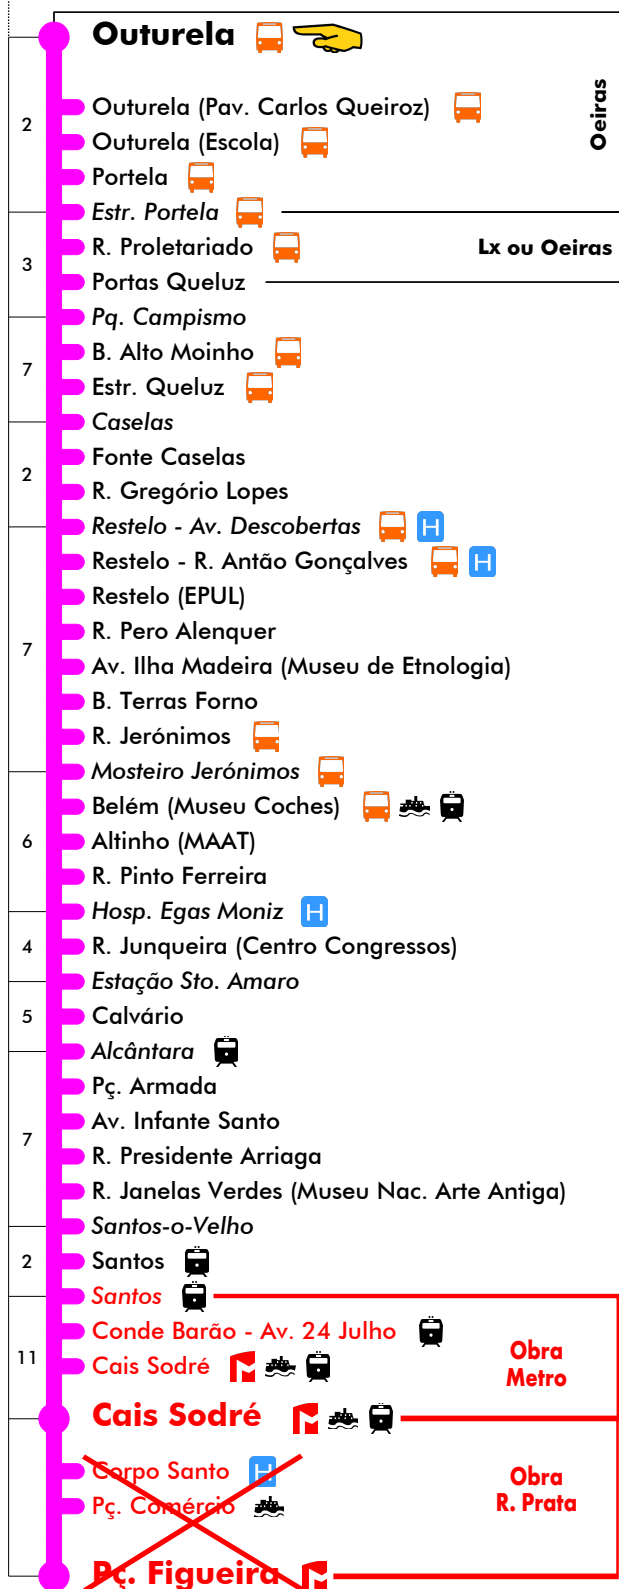 Outurela
Oeiras
2
Outurela (Pav. Carlos Queiroz)
Outurela (Escola)
Portela
Estr. Portela
3
R. Proletariado
Lx ou Oeiras
Portas Queluz
Pq. Campismo
7
B. Alto Moinho
Estr. Queluz
Caselas
2
Fonte Caselas
R. Gregório Lopes
Restelo - Av. Descobertas H
Restelo - R. Antão Gonçalves H
Restelo (EPUL)
7
R. Pero Alenquer
Av. Ilha Madeira (Museu de Etnologia)
B. Terras Forno
R. Jerónimos
Mosteiro Jerónimos
Belém (Museu Coches)
6
Altinho (MAAT)
R. Pinto Ferreira
Hosp. Egas Moniz H
4
R. Junqueira (Centro Congressos)
Estação Sto. Amaro
5
Calvário
Alcântara
Pç. Armada
7
Av. Infante Santo
R. Presidente Arriaga
R. Janelas Verdes (Museu Nac. Arte Antiga)
Santos-o-Velho
2
Santos
Santos
Conde Barão - Av. 24 Julho
11
Cais Sodré M
Obra
Metro
Cais Sodré M
Corpo Santo H
Pç. Comércio
Obra
R. Prata
Pç. Figueira M